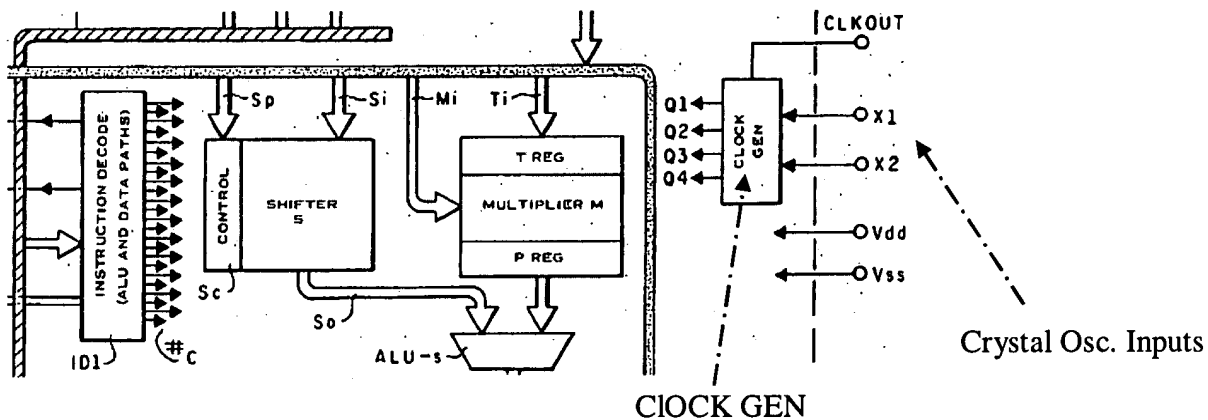 CLKOUT
Sp
Si
Mi
Ti
Q1
Q2
Q3
Q4
CLOCK
GEN
X1
X2
INSTRUCTION DECODE
(ALU AND DATA PATHS)
CONTROL
SHIFTER
S
T REG
MULTIPLIER M
P REG
Vdd
Vss
Sc
So
ID1
#C
ALU-s
Crystal Osc. Inputs
ClOCK GEN